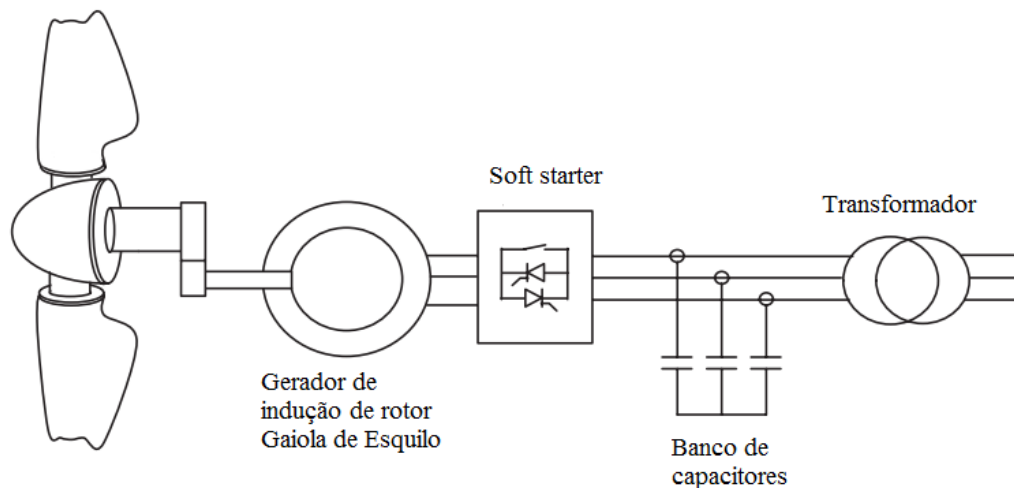 Soft starter
Transformador
Gerador de
indução de rotor
Gaiola de Esquilo
Banco de
capacitores